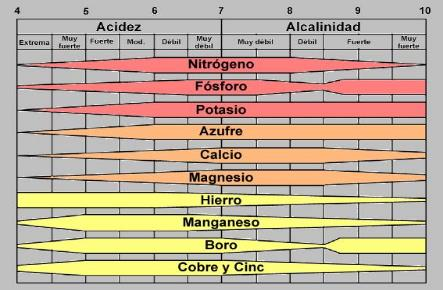 4 5 6 7 8 9 10
Acidez Alcalinidad
Extrema Muy fuerte Fuerte Mod. Débil Muy débil Muy débil Débil Fuerte Muy fuerte
Nitrógeno
Fósforo
Potasio
Azufre
Calcio
Magnesio
Hierro
Manganeso
Boro
Cobre y Cinc